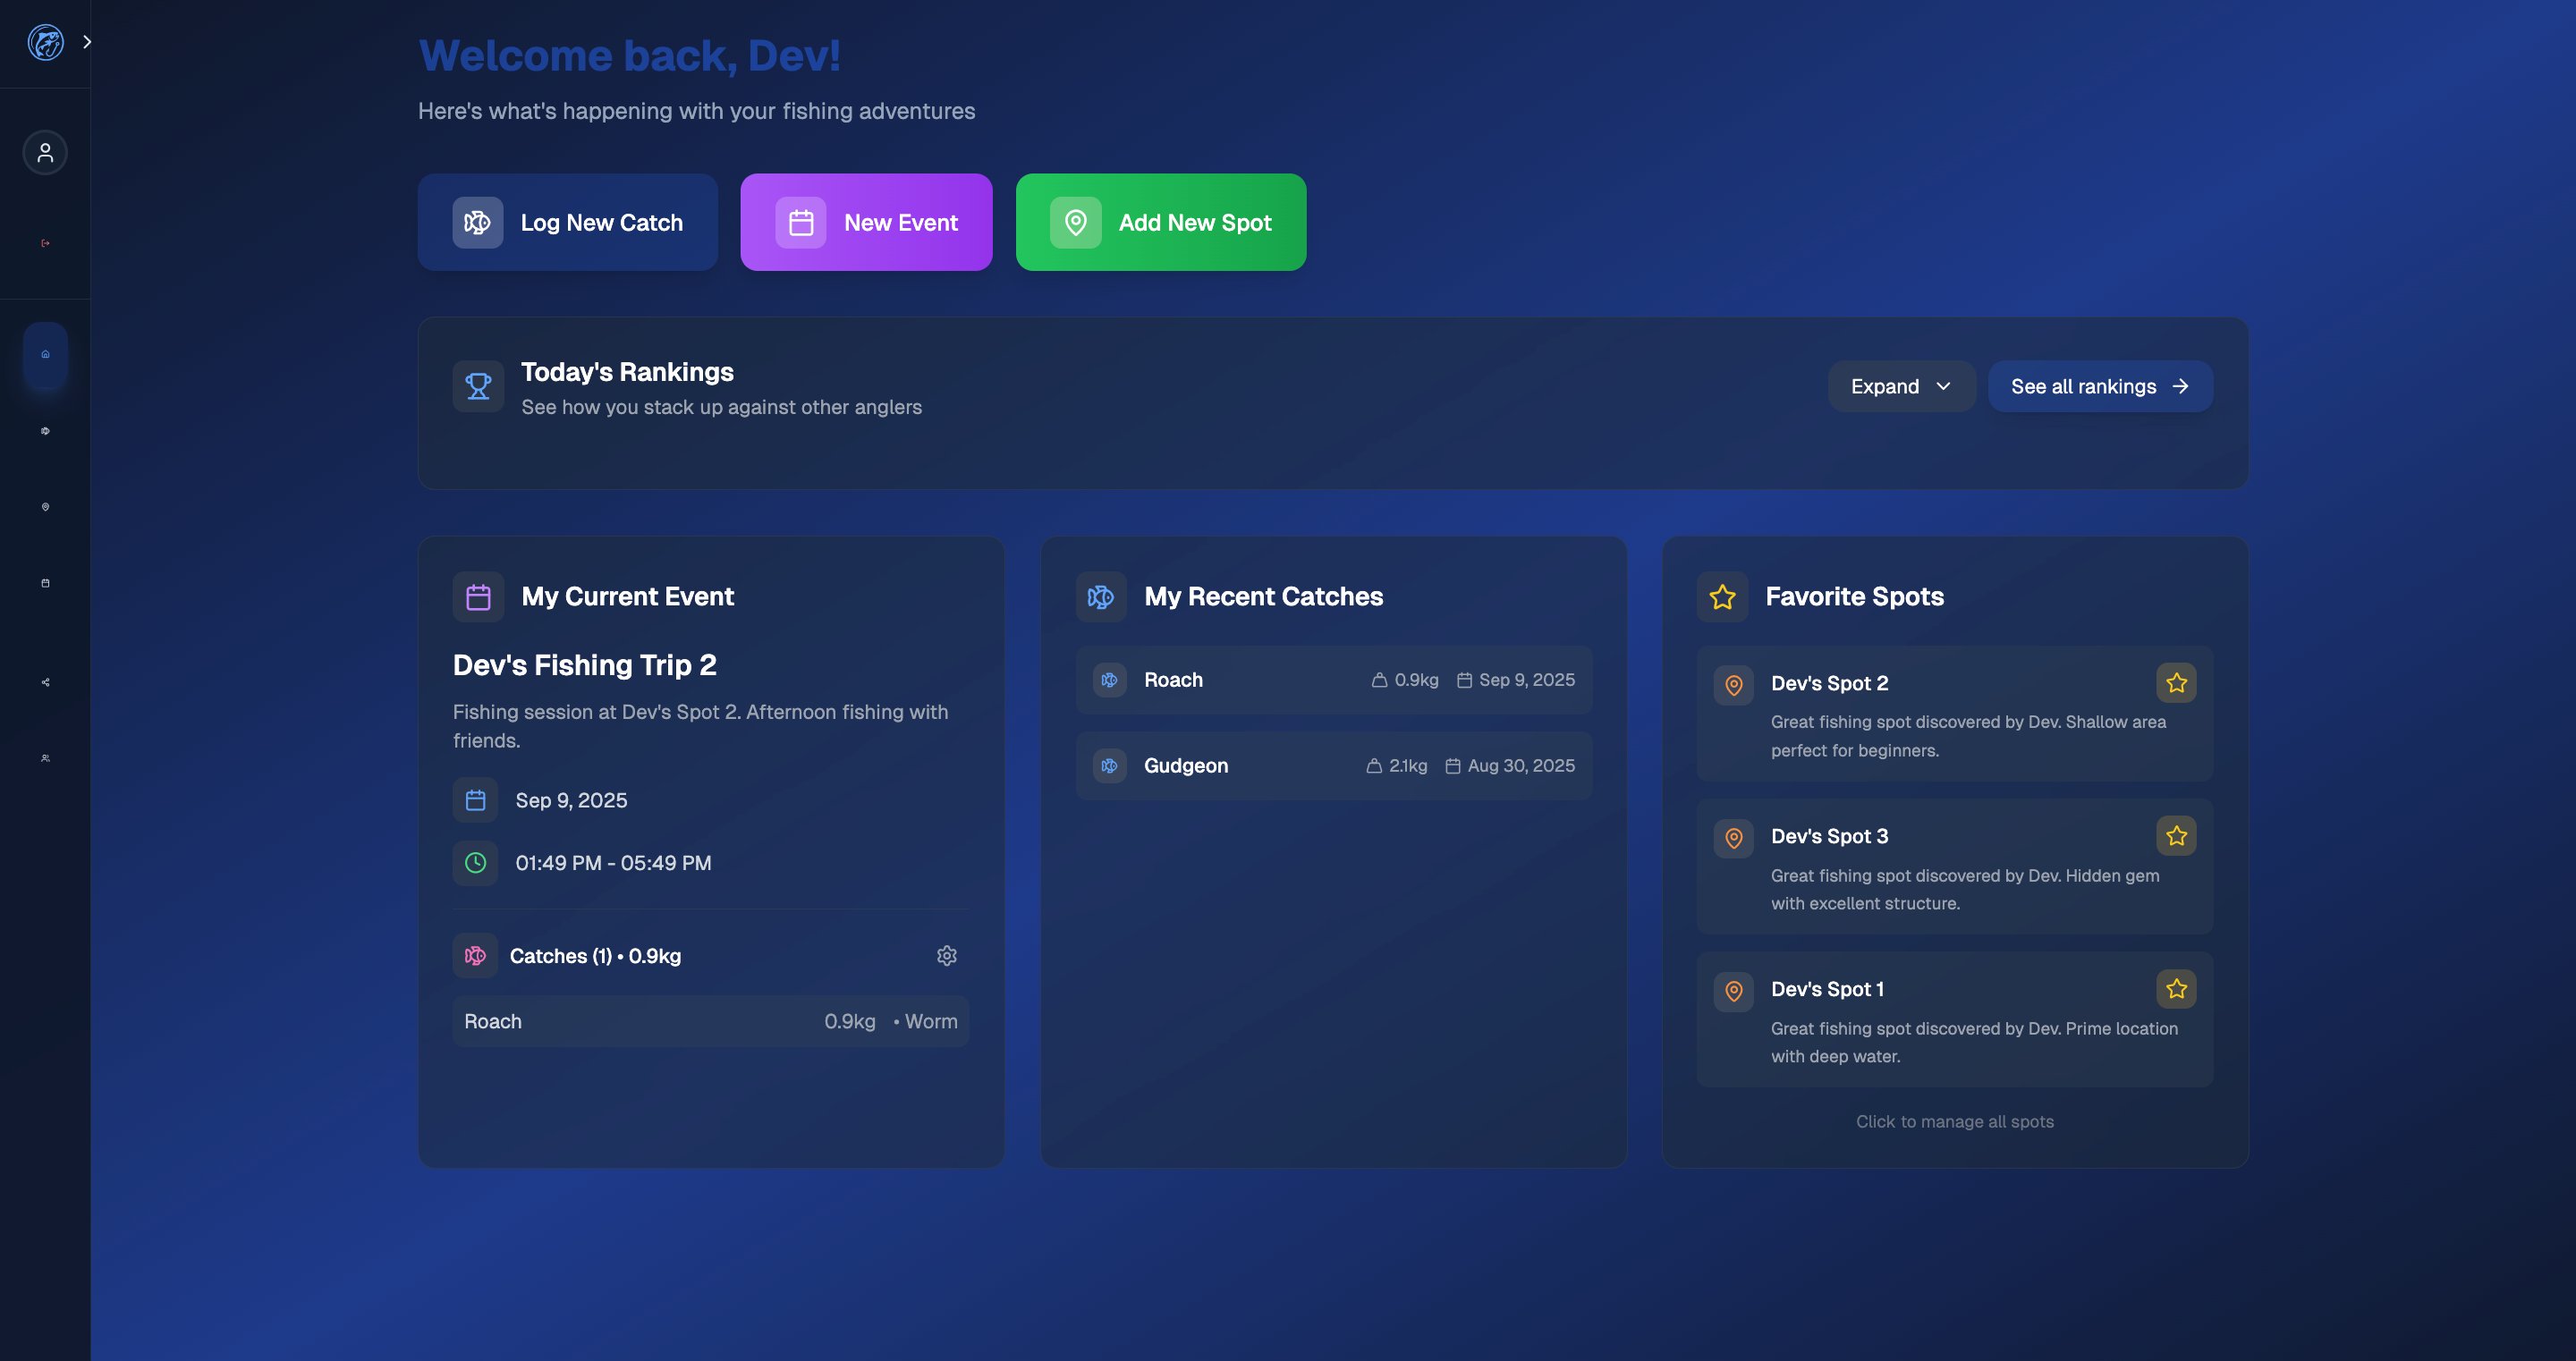 Welcome back, Dev!
Here's what's happening with your fishing adventures
Log New Catch
New Event
Add New Spot
Today's Rankings
See how you stack up against other anglers
Expand
See all rankings
My Current Event
Dev's Fishing Trip 2
Fishing session at Dev's Spot 2. Afternoon fishing with
friends.
Sep 9, 2025
01:49 PM - 05:49 PM
Catches (1) • 0.9kg
Roach 0.9kg • Worm
My Recent Catches
Roach 0.9kg Sep 9, 2025
Gudgeon 2.1kg Aug 30, 2025
Favorite Spots
Dev's Spot 2
Great fishing spot discovered by Dev. Shallow area
perfect for beginners.
Dev's Spot 3
Great fishing spot discovered by Dev. Hidden gem
with excellent structure.
Dev's Spot 1
Great fishing spot discovered by Dev. Prime location
with deep water.
Click to manage all spots